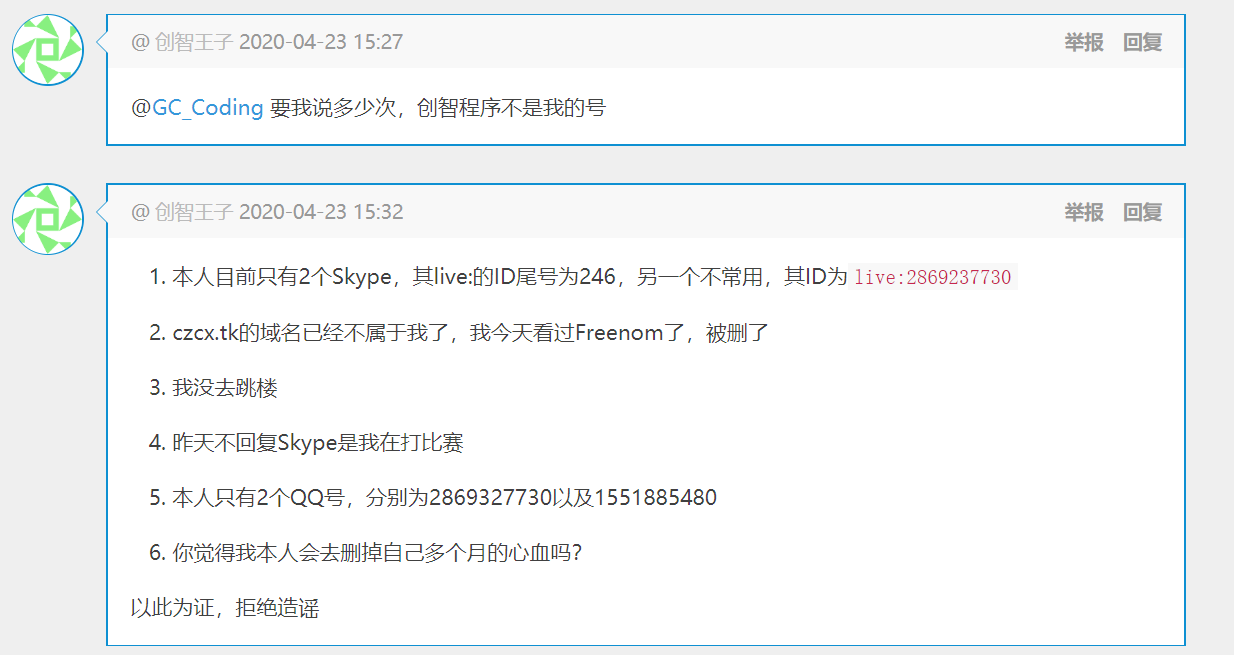 @ 创智王子 2020-04-23 15:27 举报 回复
@GC_Coding 要我说多少次，创智程序不是我的号
@ 创智王子 2020-04-23 15:32 举报 回复
1. 本人目前只有2个Skype，其live:的ID尾号为246，另一个不常用，其ID为 live:2869237730
2. czcx.tk的域名已经不属于我了，我今天看过Freenom了，被删了
3. 我没去跳楼
4. 昨天不回复Skype是我在打比赛
5. 本人只有2个QQ号，分别为2869327730以及1551885480
6. 你觉得我本人会去删掉自己多个月的心血吗？
以此为证，拒绝造谣